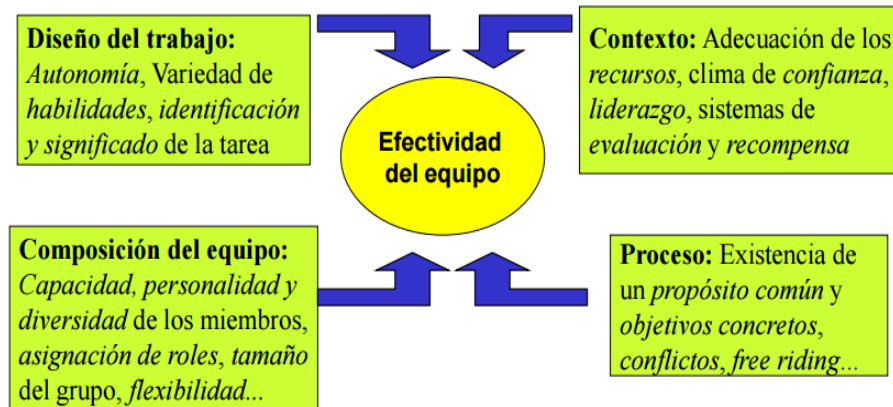 Diseño del trabajo:
Autonomía, Variedad de
habilidades, identificación
y significado de la tarea
Contexto: Adecuación de los
recursos, clima de confianza,
liderazgo, sistemas de
evaluación y recompensa
Efectividad
del equipo
Composición del equipo:
Capacidad, personalidad y
diversidad de los miembros,
asignación de roles, tamaño
del grupo, flexibilidad...
Proceso: Existencia de
un propósito común y
objetivos concretos,
conflictos, free riding...